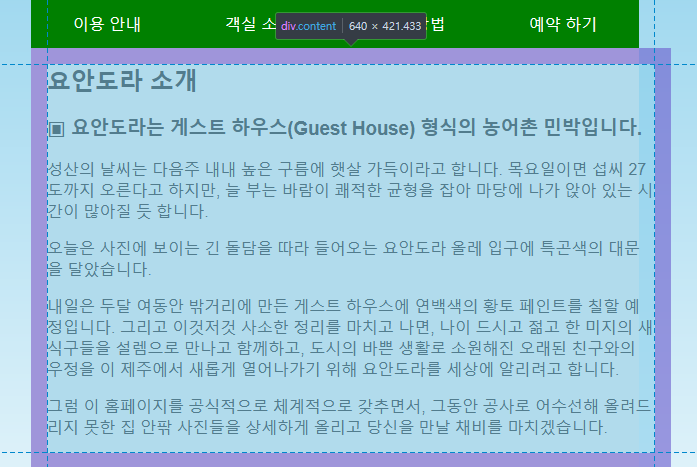 이용 안내 객실 소 방법 예약 하기
div.content 640 × 421.433
요안도라 소개
▣ 요안도라는 게스트 하우스(Guest House) 형식의 농어촌 민박입니다.
성산의 날씨는 다음주 내내 높은 구름에 햇살 가득이라고 합니다. 목요일이면 섭씨 27
도까지 오른다고 하지만, 늘 부는 바람이 쾌적한 균형을 잡아 마당에 나가 앉아 있는 시
간이 많아질 듯 합니다.
오늘은 사진에 보이는 긴 돌담을 따라 들어오는 요안도라 올레 입구에 특곤색의 대문
을 달았습니다.
내일은 두달 여동안 밖거리에 만든 게스트 하우스에 연백색의 황토 페인트를 칠할 예
정입니다. 그리고 이것저것 사소한 정리를 마치고 나면, 나이 드시고 젊고 한 미지의 새
식구들을 설렘으로 만나고 함께하고, 도시의 바쁜 생활로 소원해진 오래된 친구와의
우정을 이 제주에서 새롭게 열어나가기 위해 요안도라를 세상에 알리려고 합니다.
그럼 이 홈페이지를 공식적으로 체계적으로 갖추면서, 그동안 공사로 어수선해 올려드
리지 못한 집 안팎 사진들을 상세하게 올리고 당신을 만날 채비를 마치겠습니다.